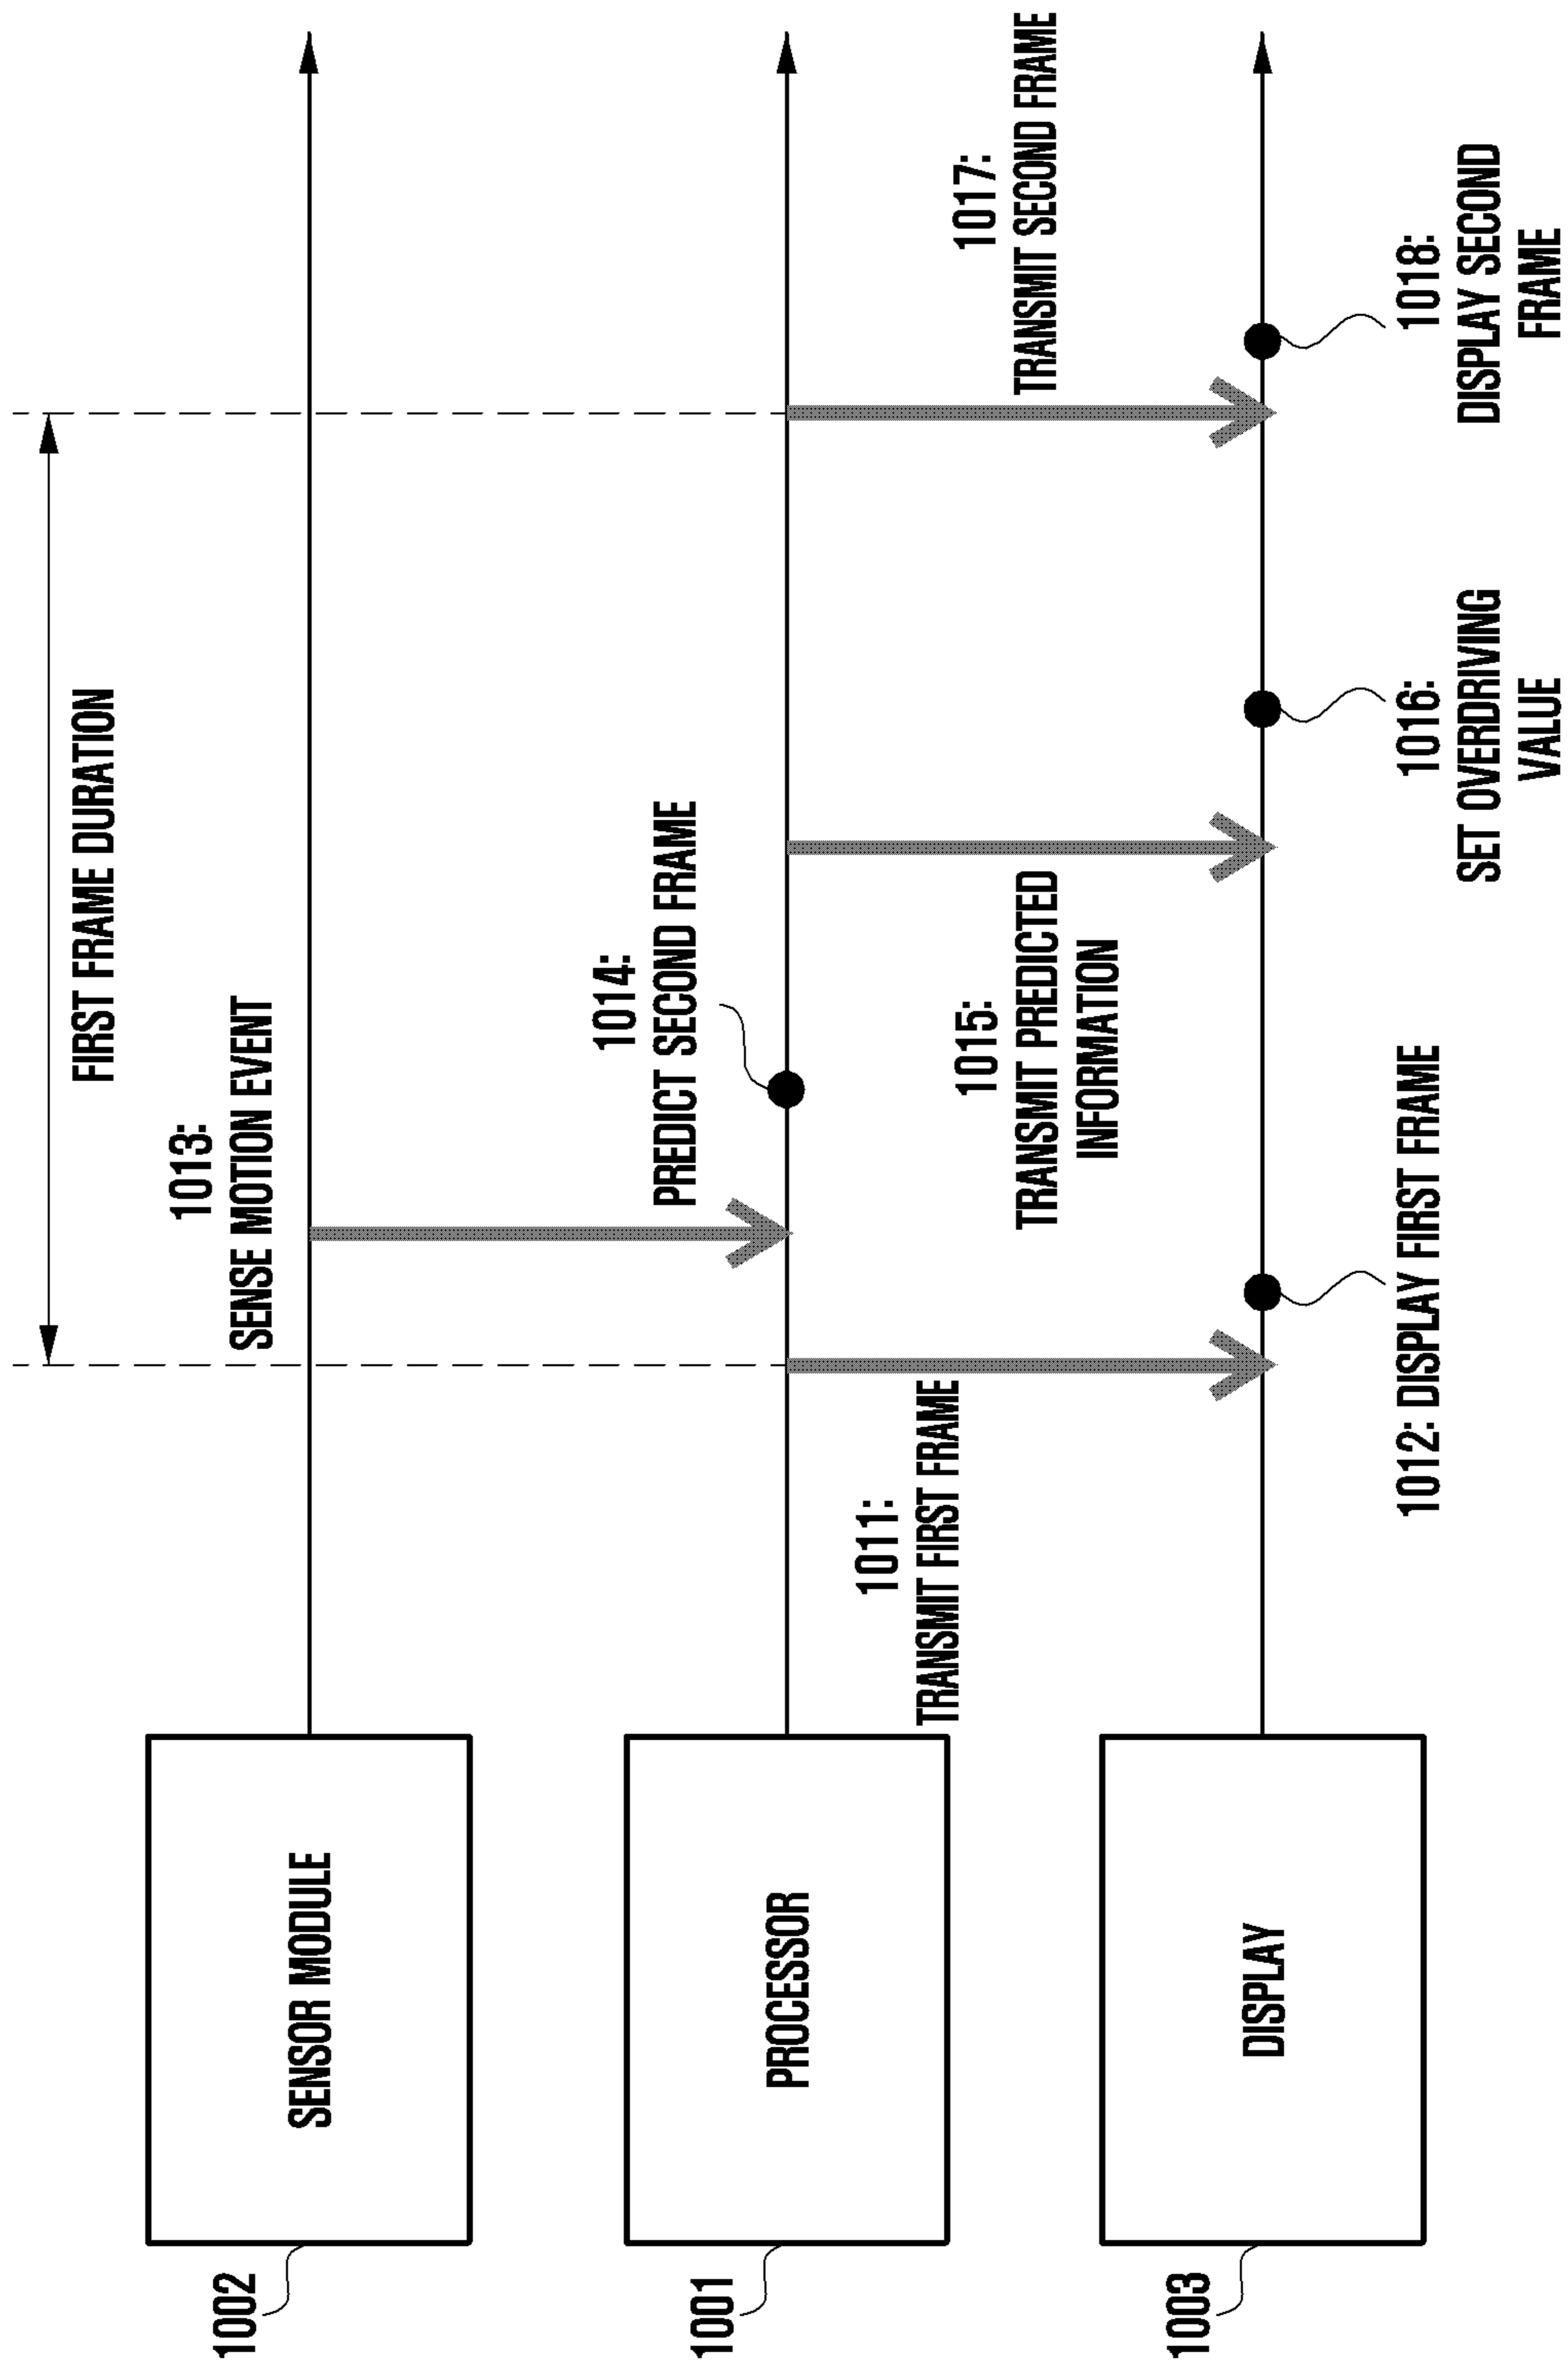 FIRST FRAME DURATION
1013:
SENSE MOTION EVENT
1002
SENSOR MODULE
1014:
PREDICT SECOND FRAME
1001
PROCESSOR
1011:
TRANSMIT FIRST FRAME
1015:
TRANSMIT PREDICTED
INFORMATION
1017:
TRANSMIT SECOND FRAME
1003
DISPLAY
1012: DISPLAY FIRST FRAME
1016:
SET OVERDRIVING
VALUE
1018:
DISPLAY SECOND
FRAME